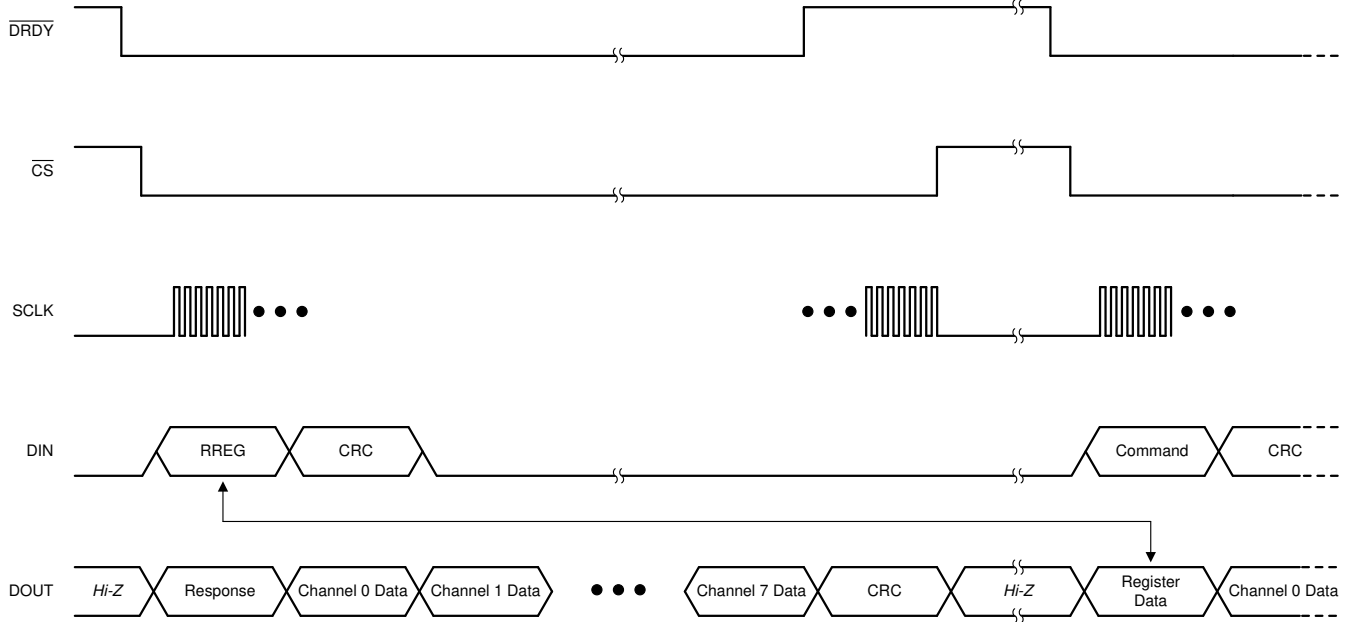 DRDY
CS
SCLK
DIN
RREG
CRC
Command
CRC
DOUT
Hi-Z
Response
Channel 0 Data
Channel 1 Data
Channel 7 Data
CRC
Hi-Z
Register
Data
Channel 0 Data